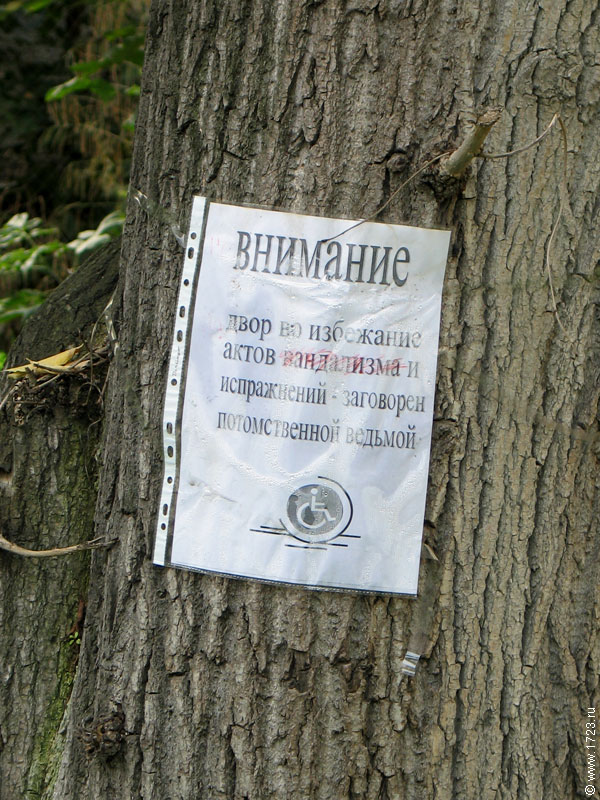 ВНИМАНИЕ
двор во избежание
актов вандализма и
испражнений - заговорен
потомственной ведьмой
© www.1723.ru